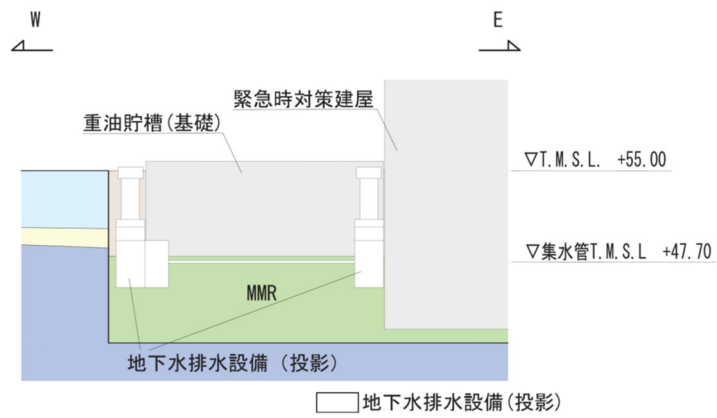 W
E
緊急時対策建屋
重油貯槽(基礎)
▽T.M.S.L. +55.00
▽集水管T.M.S.L +47.70
MMR
地下水排水設備（投影）
地下水排水設備(投影)